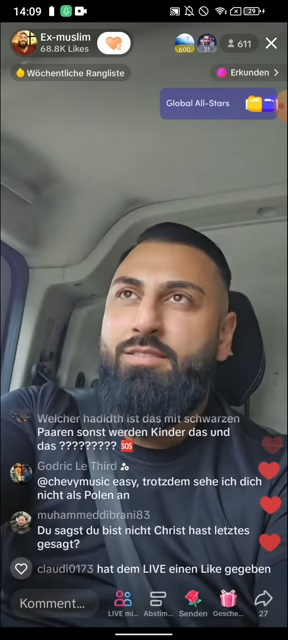 14:09
29
Ex-muslim
68.8K Likes
600
31
611
Wöchentliche Rangliste
Erkunden >
Global All-Stars
Welcher hadidth ist das mit schwarzen
Paaren sonst werden Kinder das und
das ????????? SOS
Godric Le Third
@chevymusic easy, trotzdem sehe ich dich
nicht als Polen an
muhammeddibrani83
Du sagst du bist nicht Christ hast letztes
gesagt?
claudi0173 hat dem LIVE einen Like gegeben
Komment...
LIVE mi...
Abstim...
Senden
Gesche...
27